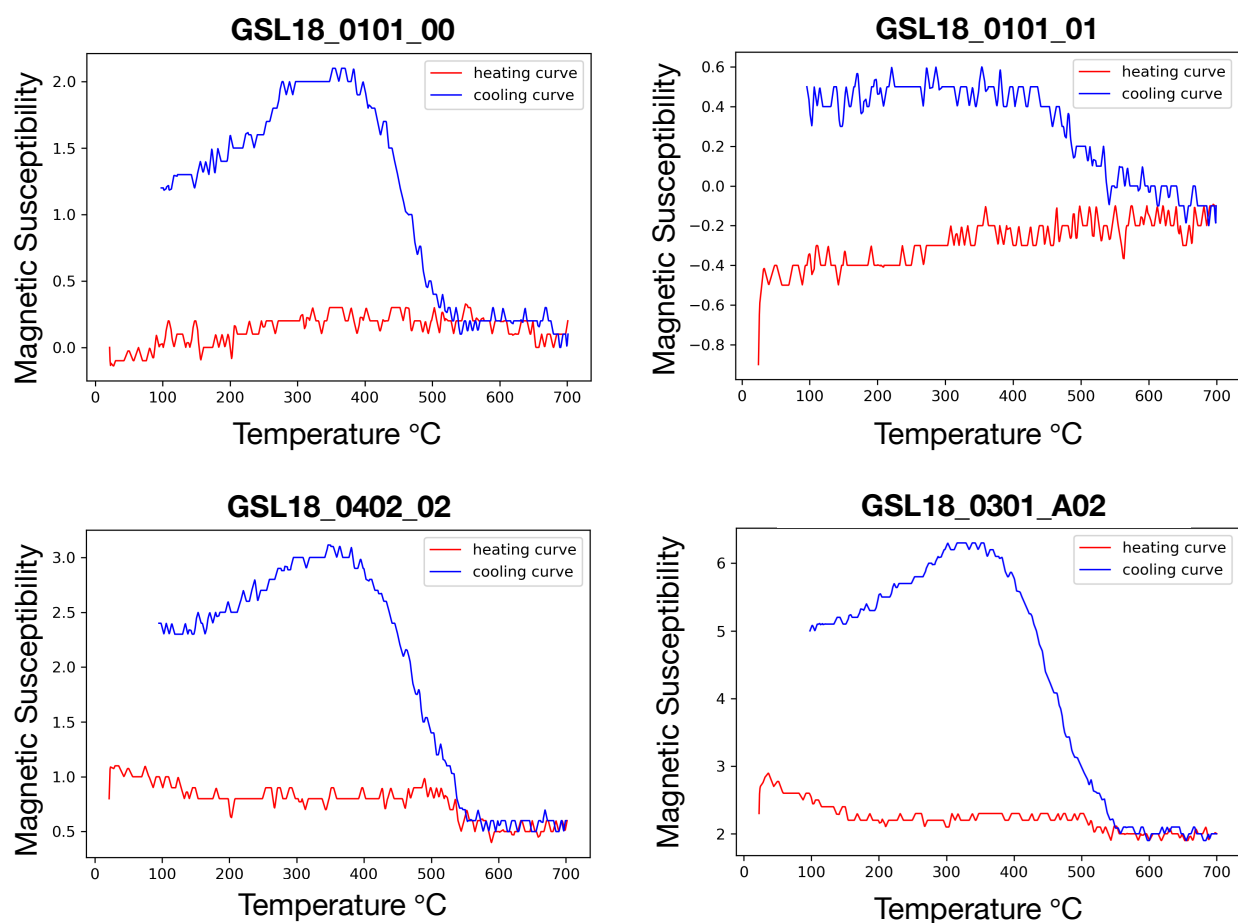 GSL18_0101_00
Magnetic Susceptibility
2.0
1.5
1.0
0.5
0.0
heating curve
cooling curve
0 100 200 300 400 500 600 700
Temperature °C
GSL18_0101_01
Magnetic Susceptibility
0.6
0.4
0.2
0.0
−0.2
−0.4
−0.6
−0.8
heating curve
cooling curve
0 100 200 300 400 500 600 700
Temperature °C
GSL18_0402_02
Magnetic Susceptibility
3.0
2.5
2.0
1.5
1.0
0.5
heating curve
cooling curve
0 100 200 300 400 500 600 700
Temperature °C
GSL18_0301_A02
Magnetic Susceptibility
6
5
4
3
2
heating curve
cooling curve
0 100 200 300 400 500 600 700
Temperature °C